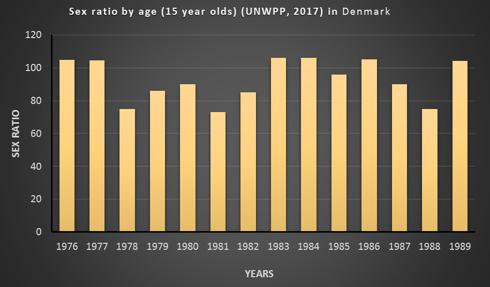 Sex ratio by age (15 year olds) (UNWPP, 2017) in Denmark
120
100
80
60
40
20
0
SEX RATIO
1976 1977 1978 1979 1980 1981 1982 1983 1984 1985 1986 1987 1988 1989
YEARS